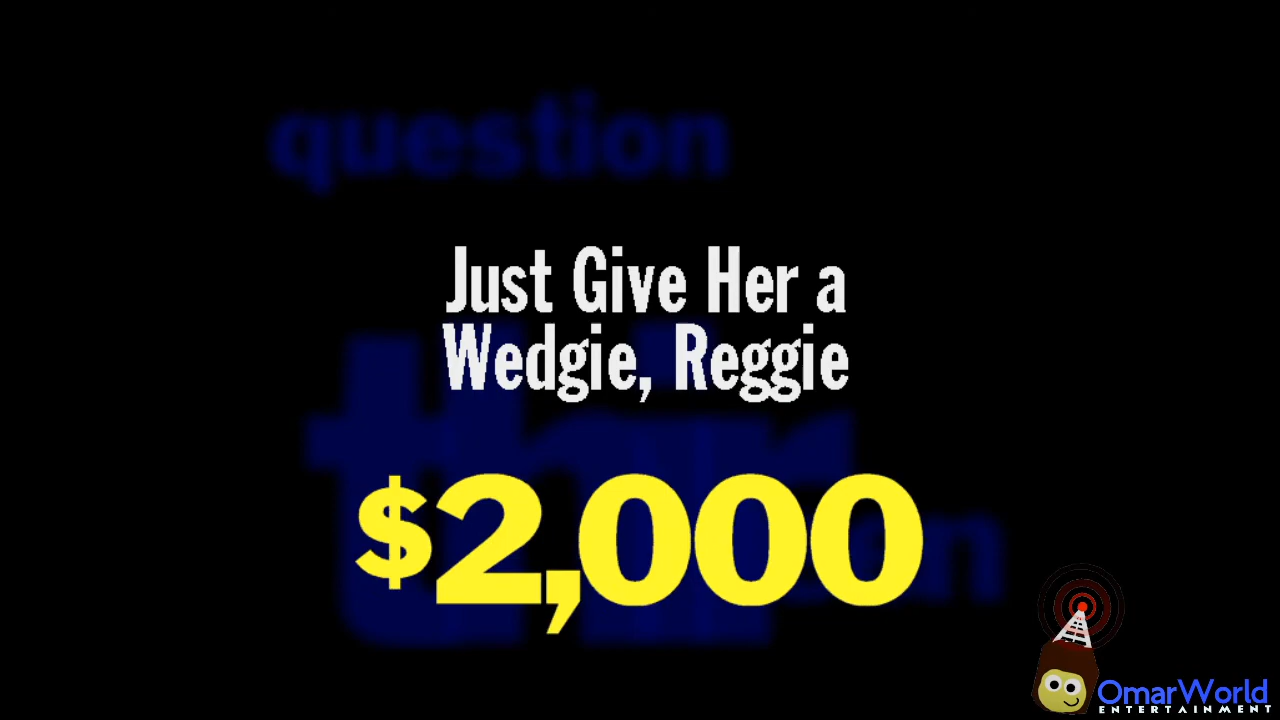 question
Just Give Her a
Wedgie, Reggie
$2,000
OmarWorld
ENTERTAINMENT